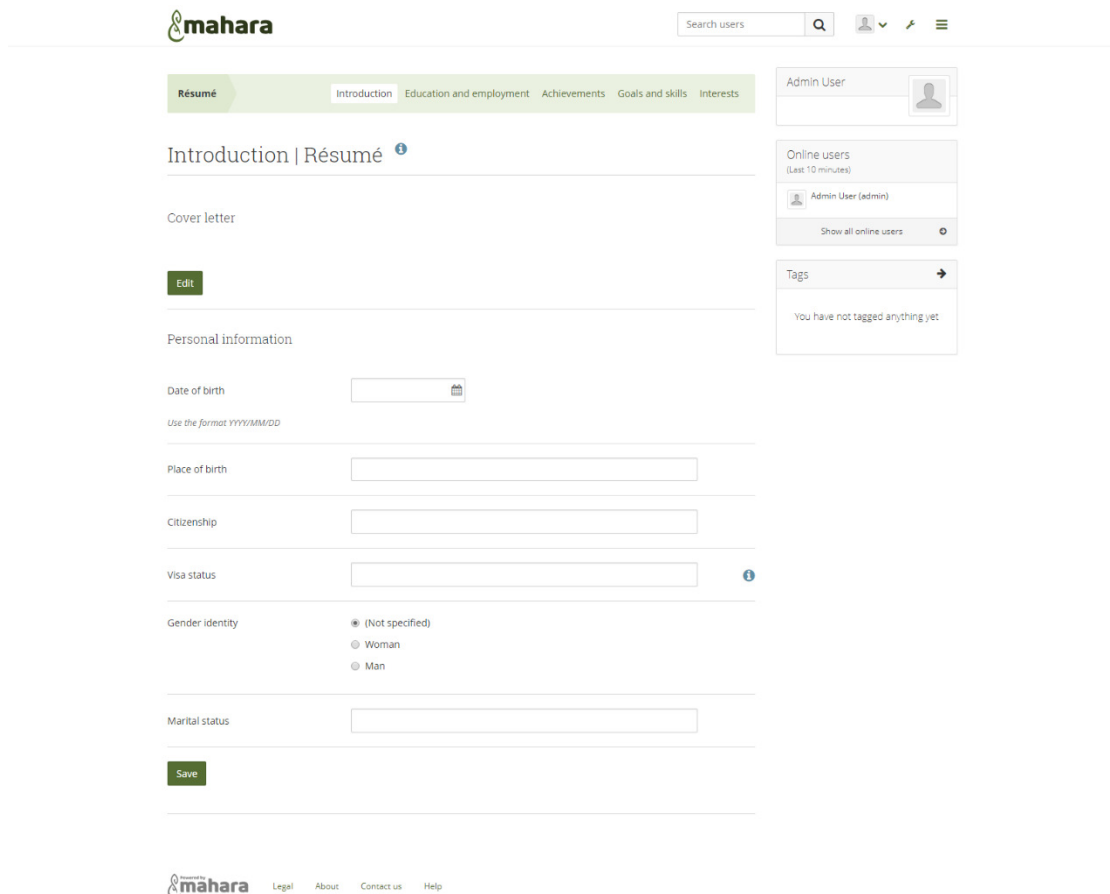 mahara
Search users
Résumé
Introduction Education and employment Achievements Goals and skills Interests
Introduction | Résumé
Cover letter
Edit
Personal information
Date of birth
Use the format YYYY/MM/DD
Place of birth
Citizenship
Visa status
Gender identity
(Not specified)
Woman
Man
Marital status
Save
Admin User
Online users
(Last 10 minutes)
Admin User (admin)
Show all online users
Tags
You have not tagged anything yet
Powered by
mahara
Legal About Contact us Help